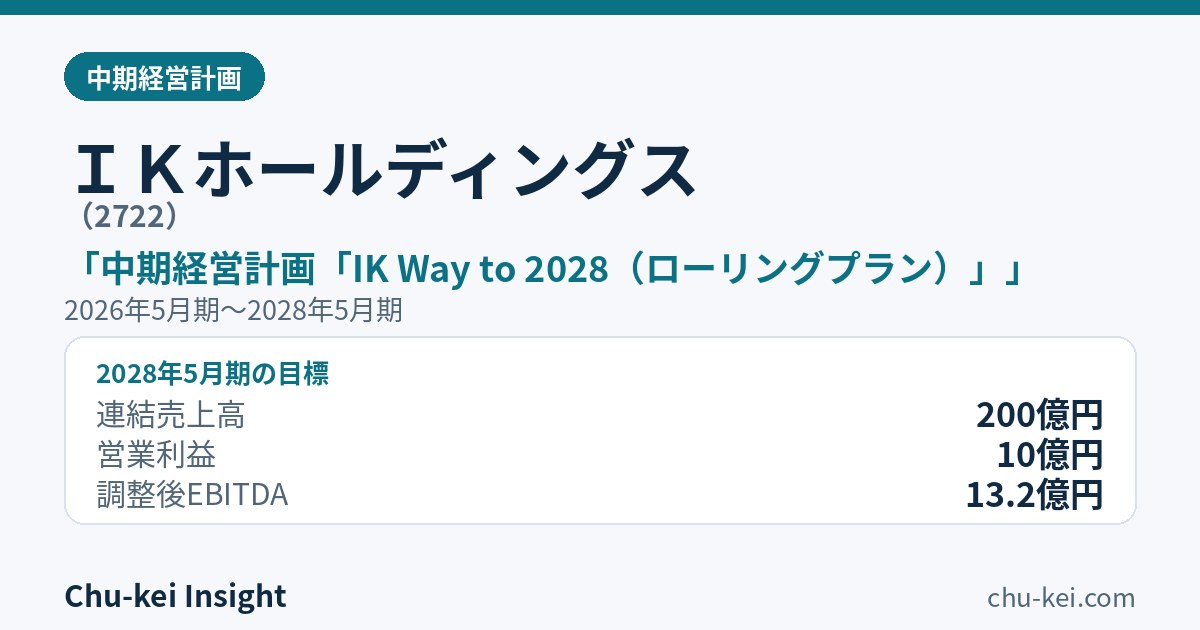 中期経営計画
ＩＫホールディングス
（2722）
「中期経営計画「IK Way to 2028（ローリングプラン）」」
2026年5月期～2028年5月期
2028年5月期の目標
連結売上高 200億円
営業利益 10億円
調整後EBITDA 13.2億円
Chu-kei Insight chu-kei.com